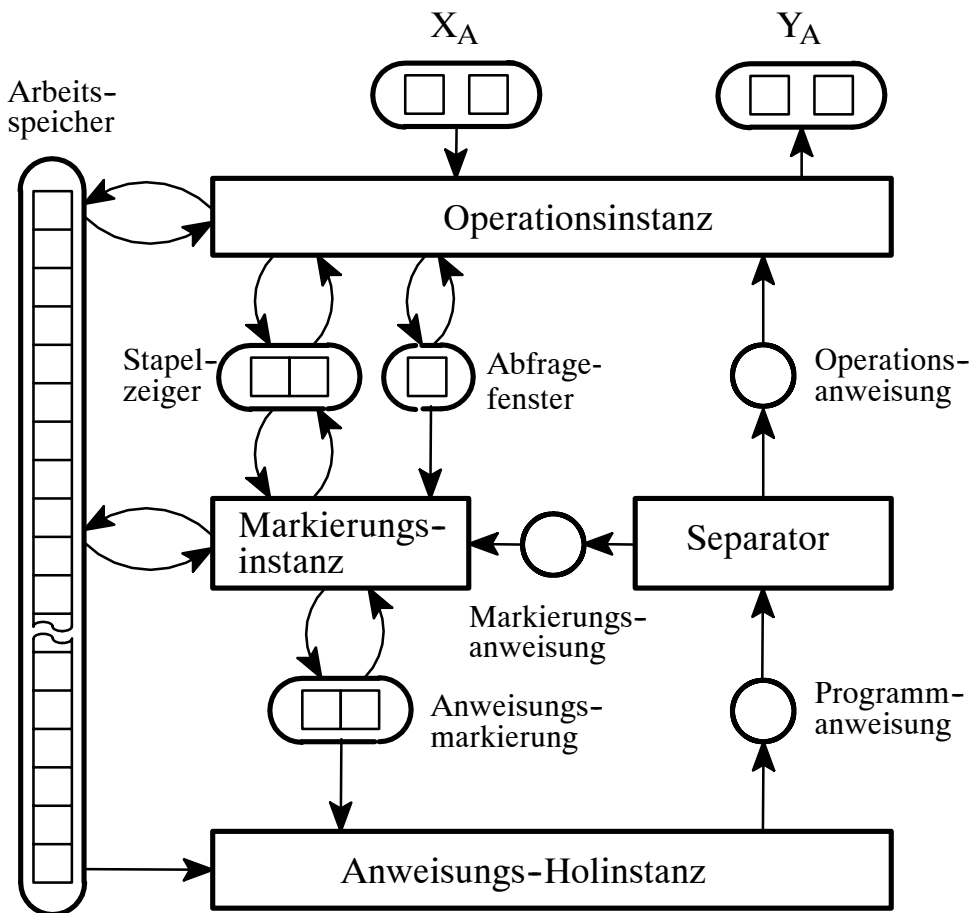 X_A
Y_A
Arbeits-
speicher
Operationsinstanz
Stapel-
zeiger
Abfrage-
fenster
Operations-
anweisung
Markierungs-
instanz
Separator
Markierungs-
anweisung
Anweisungs-
markierung
Programm-
anweisung
Anweisungs-Holinstanz